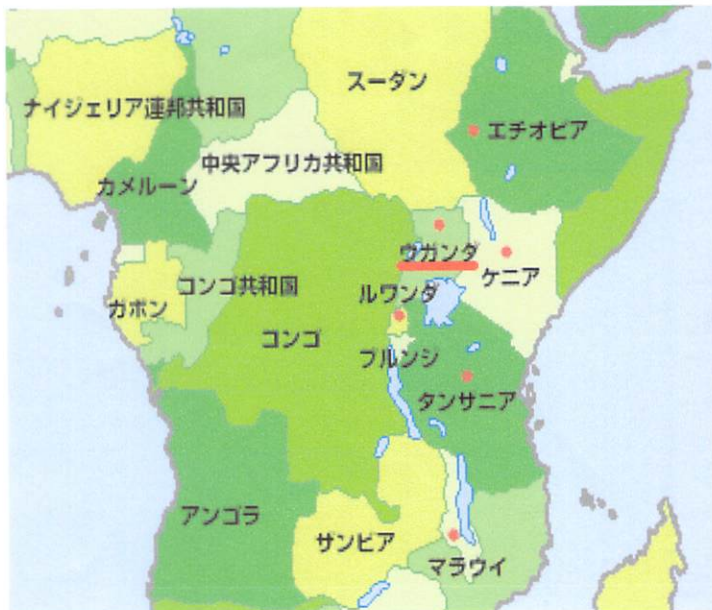 スーダン
ナイジェリア連邦共和国
エチオピア
中央アフリカ共和国
カメルーン
ウガンダ
ケニア
コンゴ共和国
ルワンダ
ガボン
コンゴ
ブルンジ
タンサニア
アンゴラ
サンビア
マラウイ